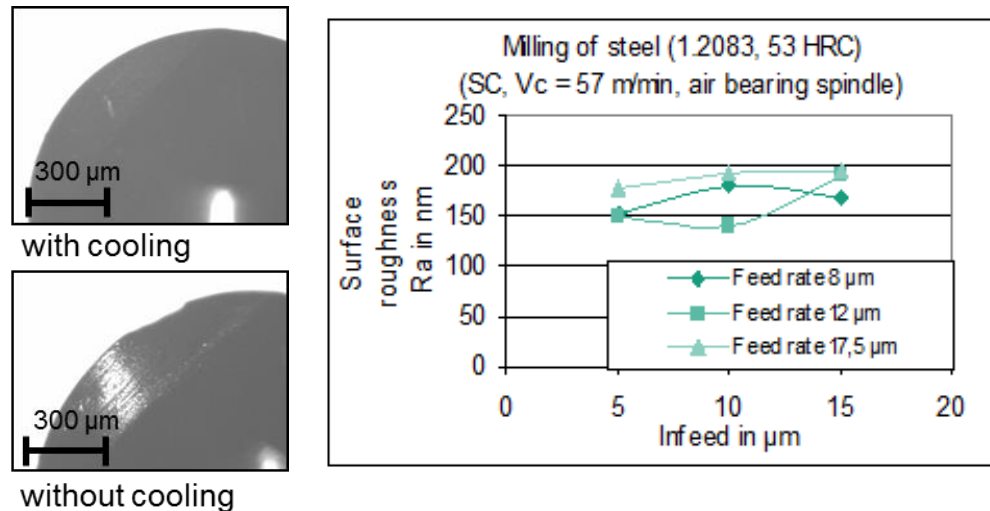 300 µm
with cooling
300 µm
without cooling
Milling of steel (1.2083, 53 HRC)
(SC, Vc = 57 m/min, air bearing spindle)
Surface
roughness
Ra in nm
250
200
150
100
50
0
Feed rate 8 µm
Feed rate 12 µm
Feed rate 17,5 µm
0 5 10 15 20
Infeed in µm